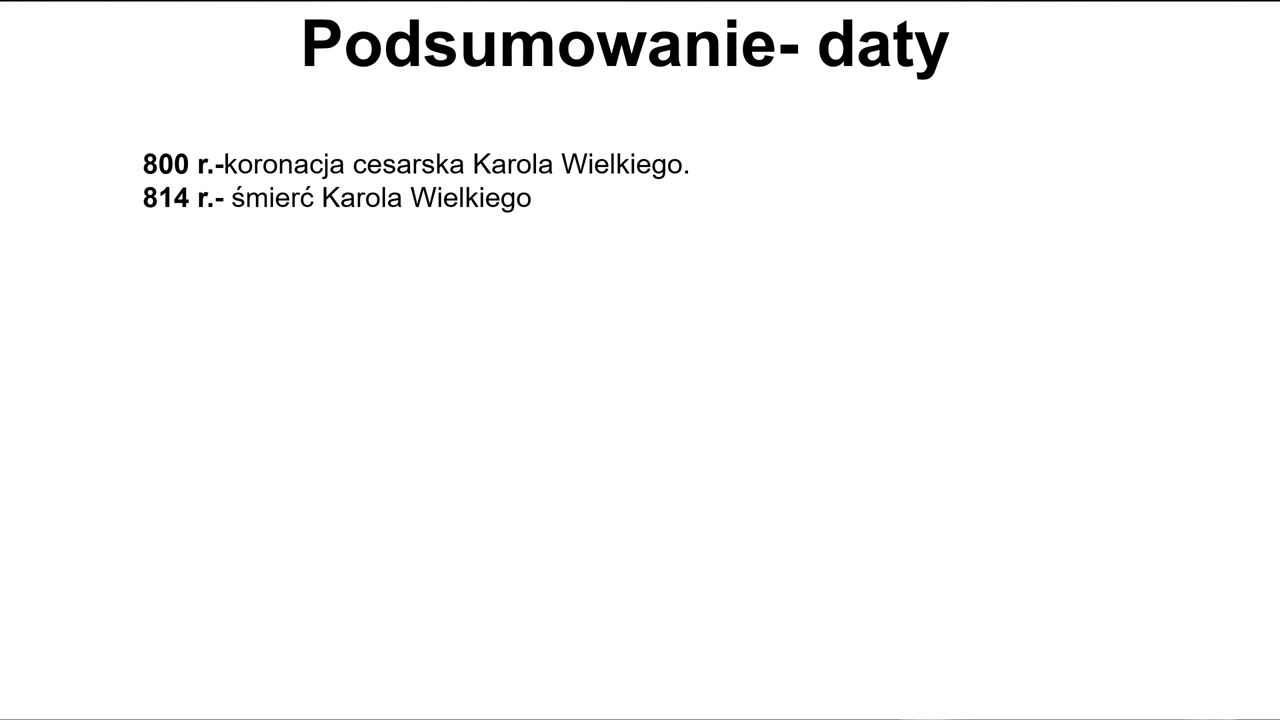 Podsumowanie- daty
800 r.-koronacja cesarska Karola Wielkiego.
814 r.- śmierć Karola Wielkiego